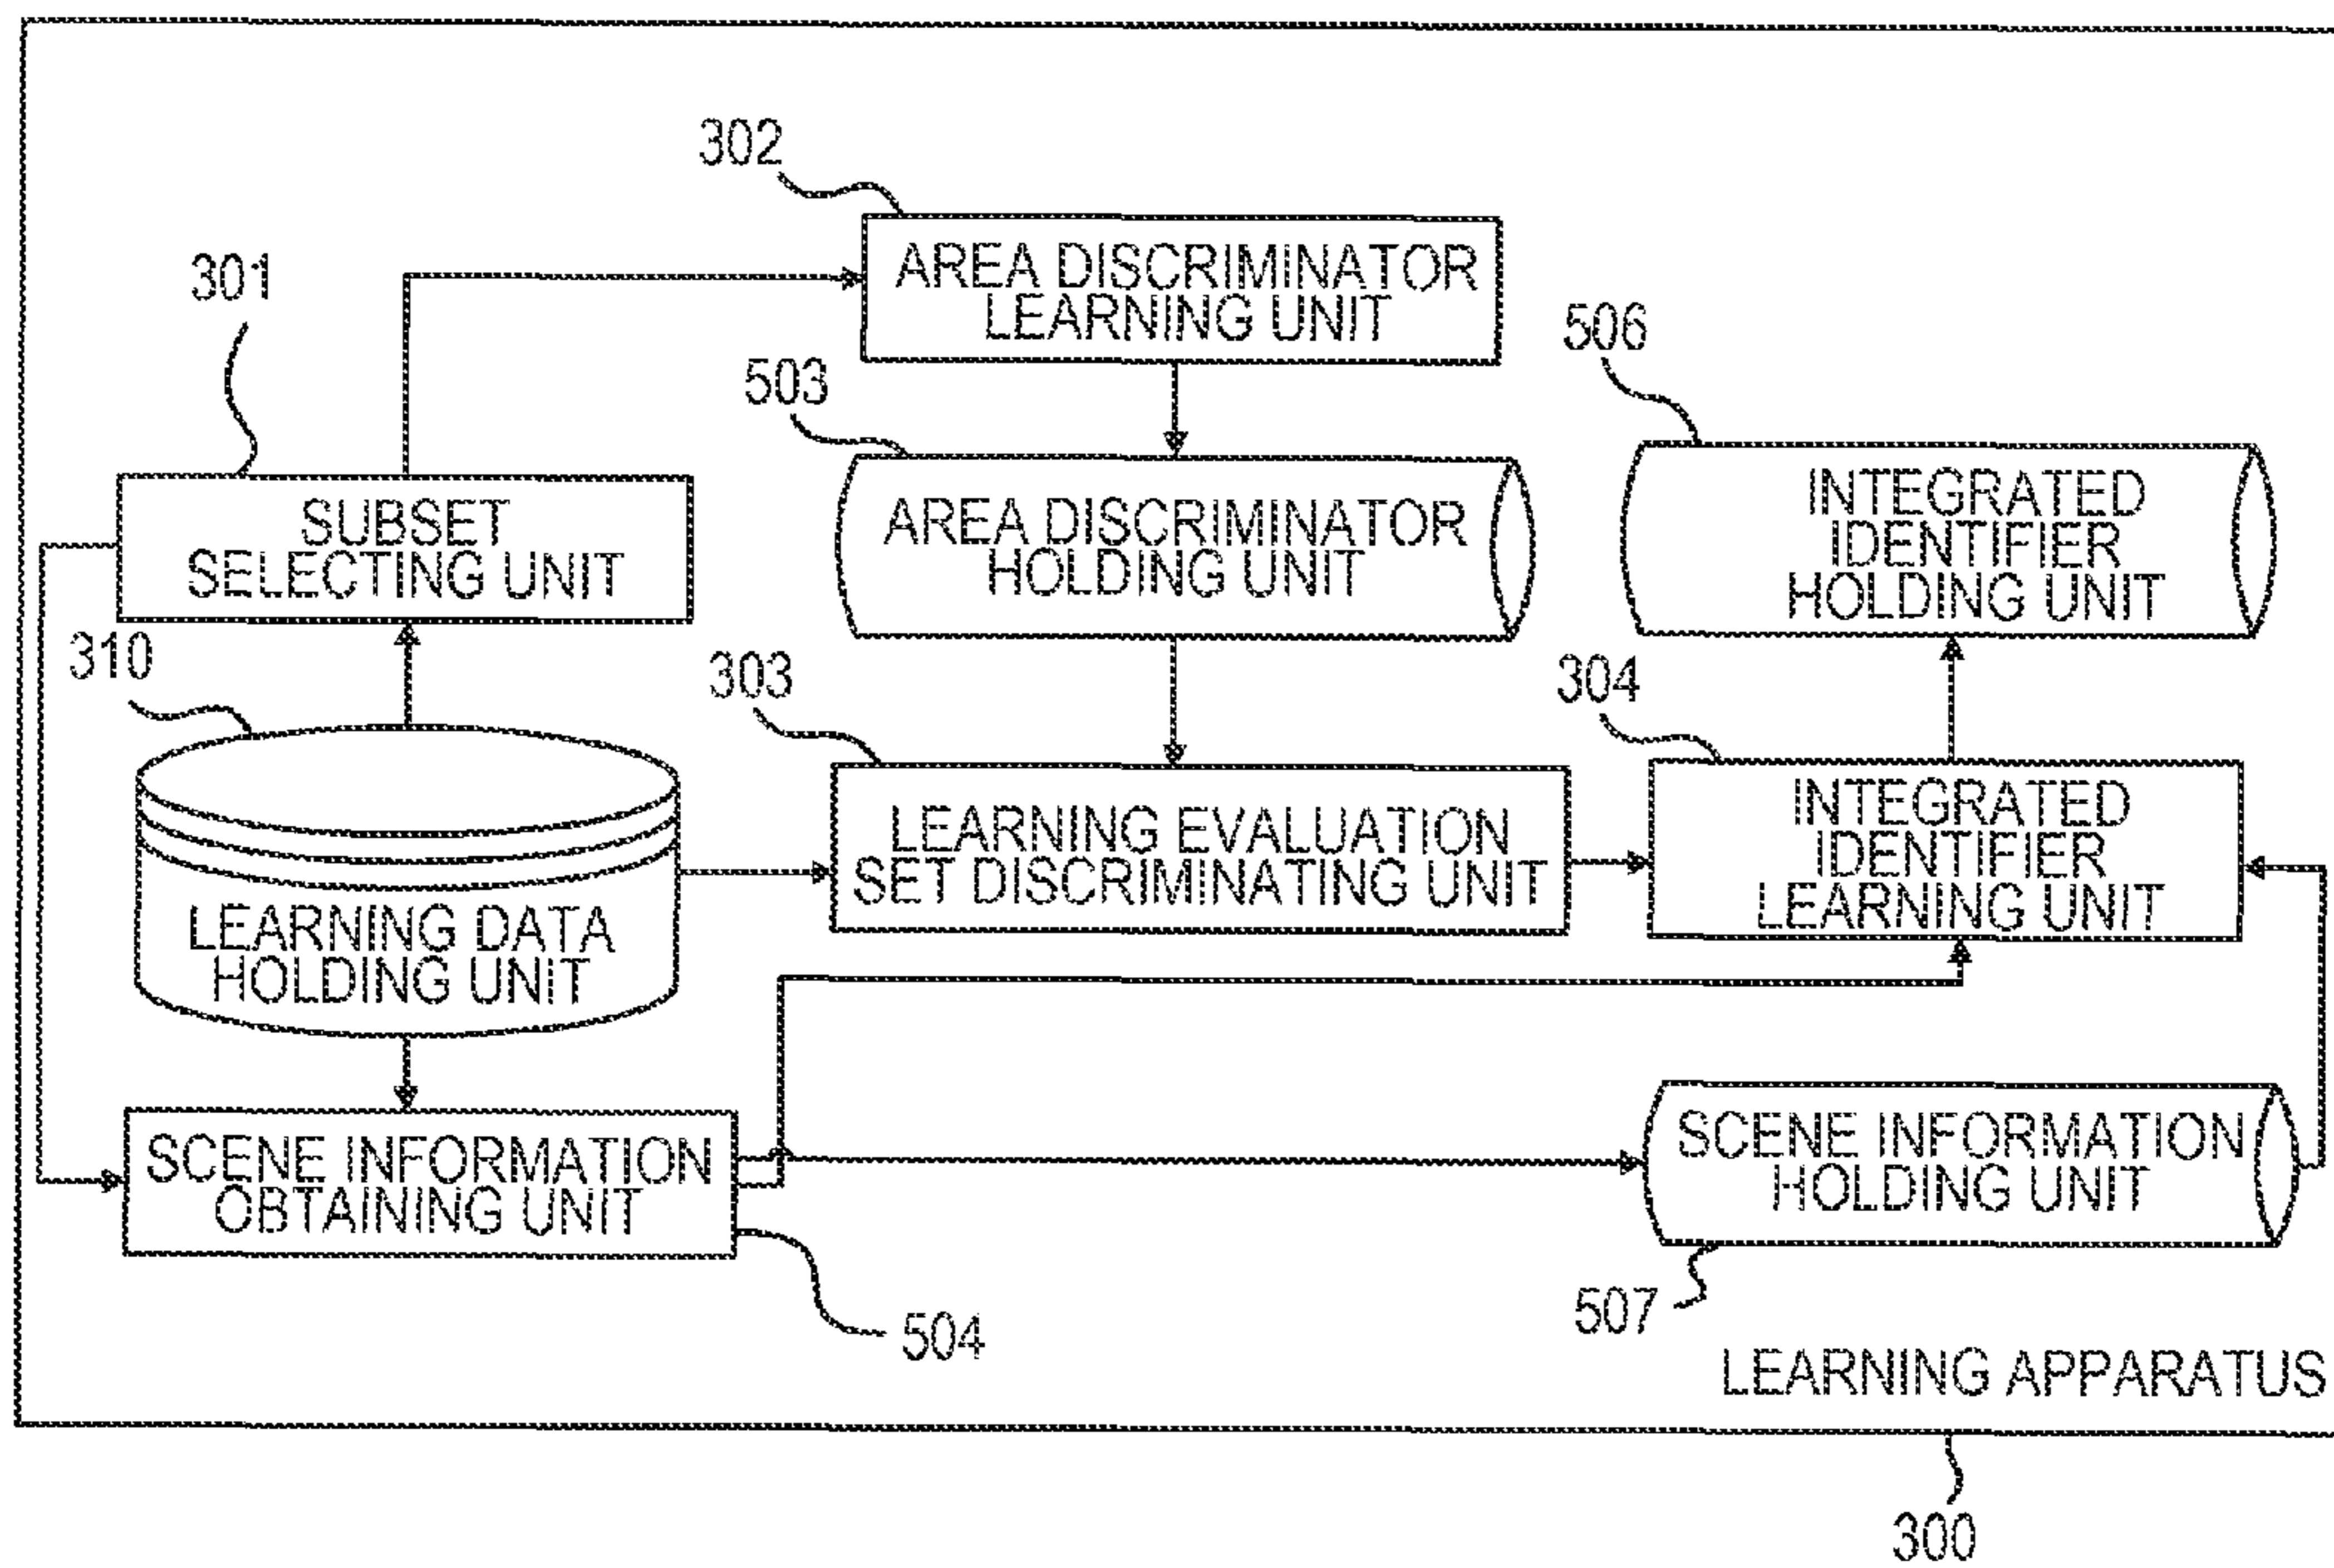 302
AREA DISCRIMINATOR
LEARNING UNIT
301
SUBSET
SELECTING UNIT
503
AREA DISCRIMINATOR
HOLDING UNIT
506
INTEGRATED
IDENTIFIER
HOLDING UNIT
310
LEARNING DATA
HOLDING UNIT
303
LEARNING EVALUATION
SET DISCRIMINATING UNIT
304
INTEGRATED
IDENTIFIER
LEARNING UNIT
SCENE INFORMATION
OBTAINING UNIT
504
SCENE INFORMATION
HOLDING UNIT
507
LEARNING APPARATUS
300